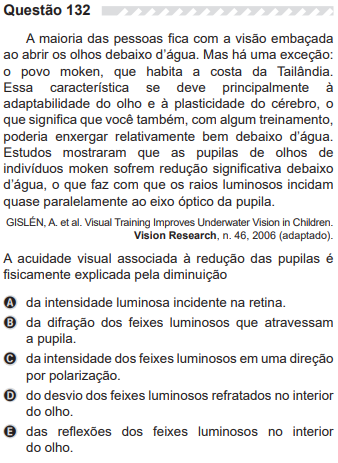 Questão 132
A maioria das pessoas fica com a visão embaçada
ao abrir os olhos debaixo d'água. Mas há uma exceção:
o povo moken, que habita a costa da Tailândia.
Essa característica se deve principalmente à
adaptabilidade do olho e à plasticidade do cérebro, o
que significa que você também, com algum treinamento,
poderia enxergar relativamente bem debaixo d'água.
Estudos mostraram que as pupilas de olhos de
indivíduos moken sofrem redução significativa debaixo
d'água, o que faz com que os raios luminosos incidam
quase paralelamente ao eixo óptico da pupila.
GISLÉN, A. et al. Visual Training Improves Underwater Vision in Children.
Vision Research, n. 46, 2006 (adaptado).
A acuidade visual associada à redução das pupilas é
fisicamente explicada pela diminuição
A da intensidade luminosa incidente na retina.
B da difração dos feixes luminosos que atravessam
a pupila.
C da intensidade dos feixes luminosos em uma direção
por polarização.
D do desvio dos feixes luminosos refratados no interior
do olho.
E das reflexões dos feixes luminosos no interior
do olho.